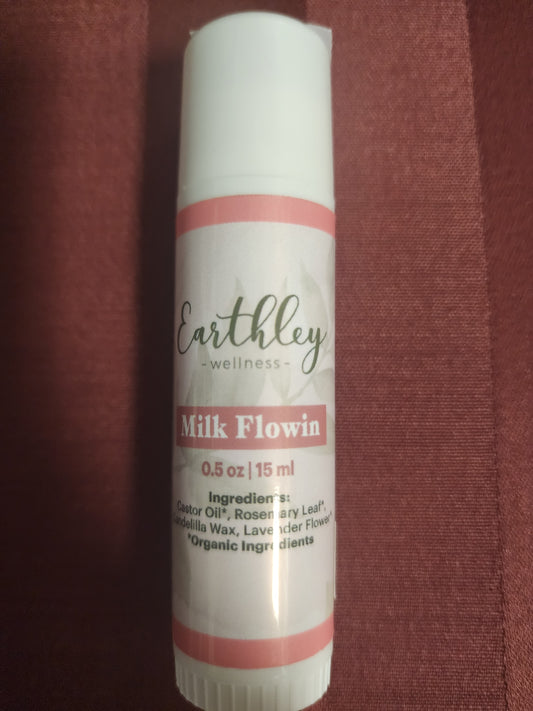 Earthley
-wellness-
Milk Flowin
0.5 oz | 15 ml
Ingredients:
Castor Oil*, Rosemary Leaf*,
Candelilla Wax, Lavender Flower*
*Organic Ingredients